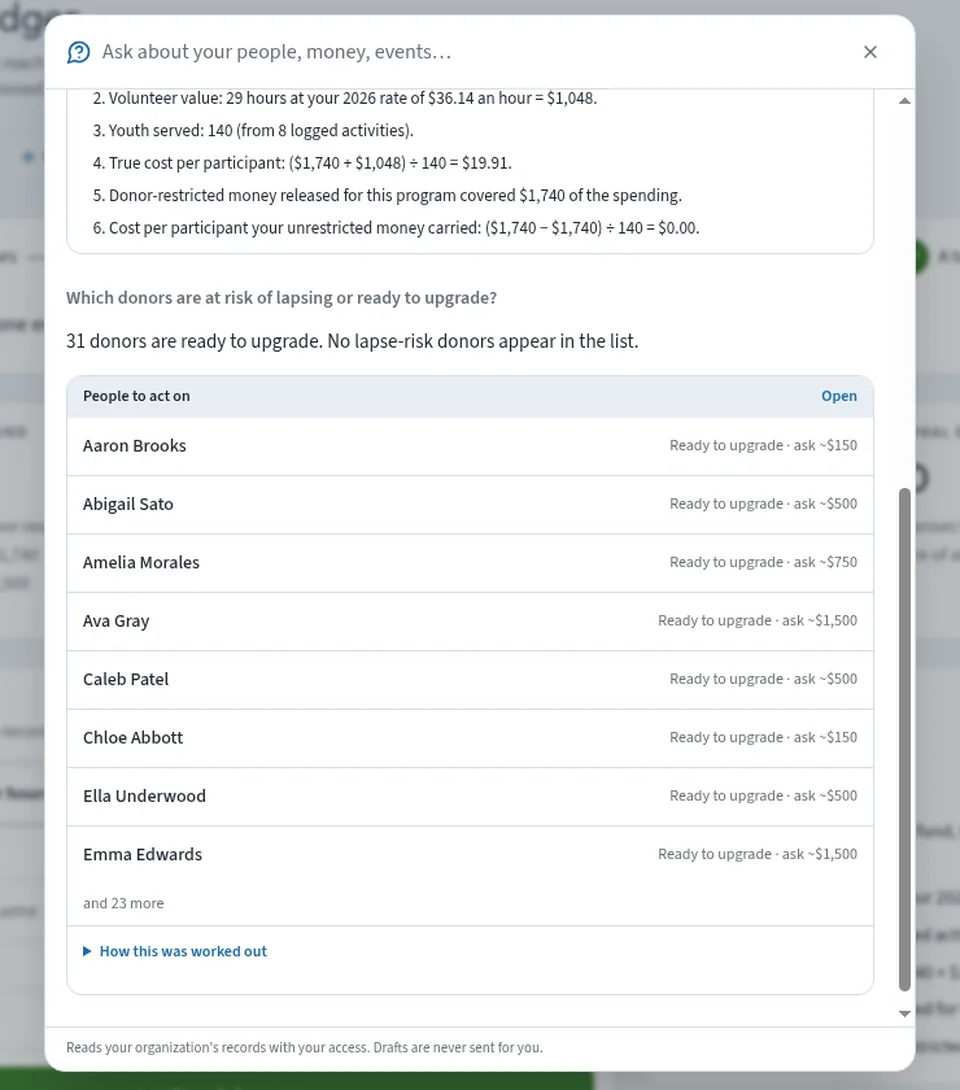 Ask about your people, money, events…
2. Volunteer value: 29 hours at your 2026 rate of $36.14 an hour = $1,048.
3. Youth served: 140 (from 8 logged activities).
4. True cost per participant: ($1,740 + $1,048) ÷ 140 = $19.91.
5. Donor-restricted money released for this program covered $1,740 of the spending.
6. Cost per participant your unrestricted money carried: ($1,740 − $1,740) ÷ 140 = $0.00.
Which donors are at risk of lapsing or ready to upgrade?
31 donors are ready to upgrade. No lapse-risk donors appear in the list.
People to act on Open
Aaron Brooks Ready to upgrade · ask ~$150
Abigail Sato Ready to upgrade · ask ~$500
Amelia Morales Ready to upgrade · ask ~$750
Ava Gray Ready to upgrade · ask ~$1,500
Caleb Patel Ready to upgrade · ask ~$500
Chloe Abbott Ready to upgrade · ask ~$150
Ella Underwood Ready to upgrade · ask ~$500
Emma Edwards Ready to upgrade · ask ~$1,500
and 23 more
How this was worked out
Reads your organization's records with your access. Drafts are never sent for you.